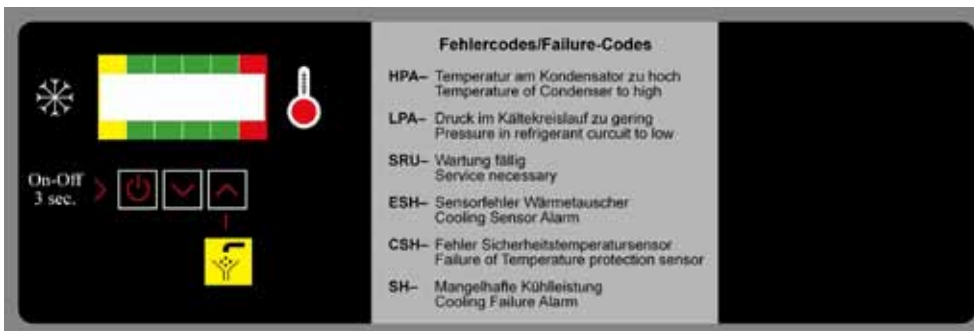 On-Off
3 sec.
Fehlercodes/Failure-Codes
HPA– Temperatur am Kondensator zu hoch
Temperature of Condenser to high
LPA– Druck im Kältekreislauf zu gering
Pressure in refrigerant curcuit to low
SRU– Wartung fällig
Service necessary
ESH– Sensorfehler Wärmetauscher
Cooling Sensor Alarm
CSH– Fehler Sicherheitstemperatursensor
Failure of Temperature protection sensor
SH– Mangelhafte Kühlleistung
Cooling Failure Alarm